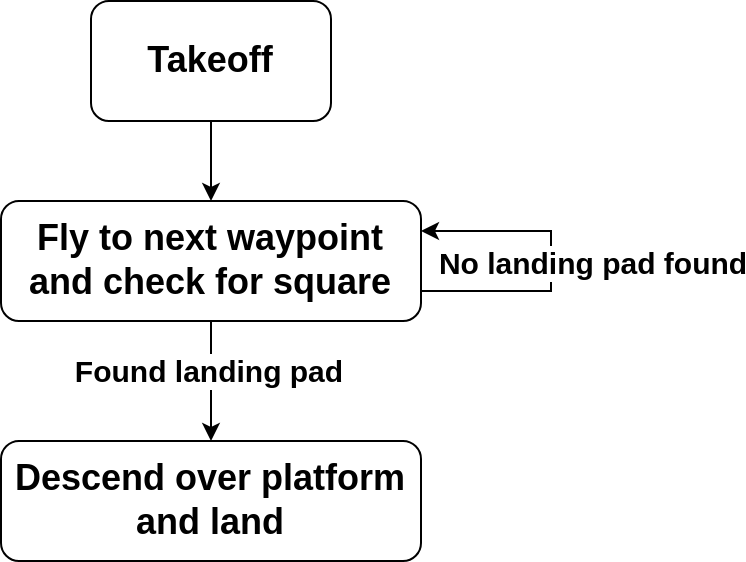 Takeoff
Fly to next waypoint
and check for square
No landing pad found
Found landing pad
Descend over platform
and land